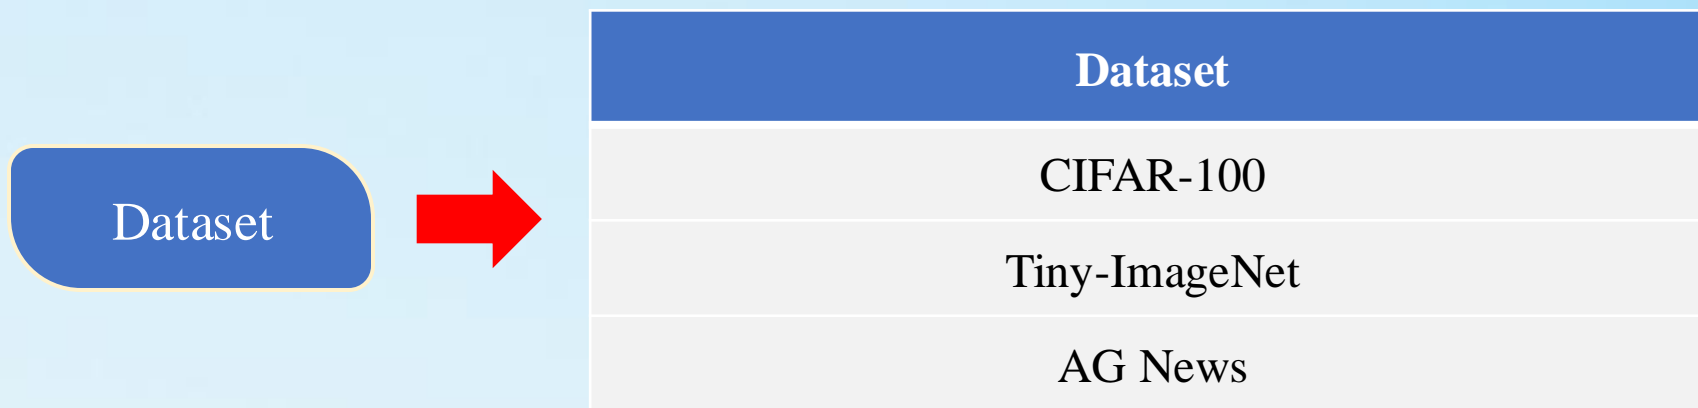 Dataset
Dataset
CIFAR-100
Tiny-ImageNet
AG News